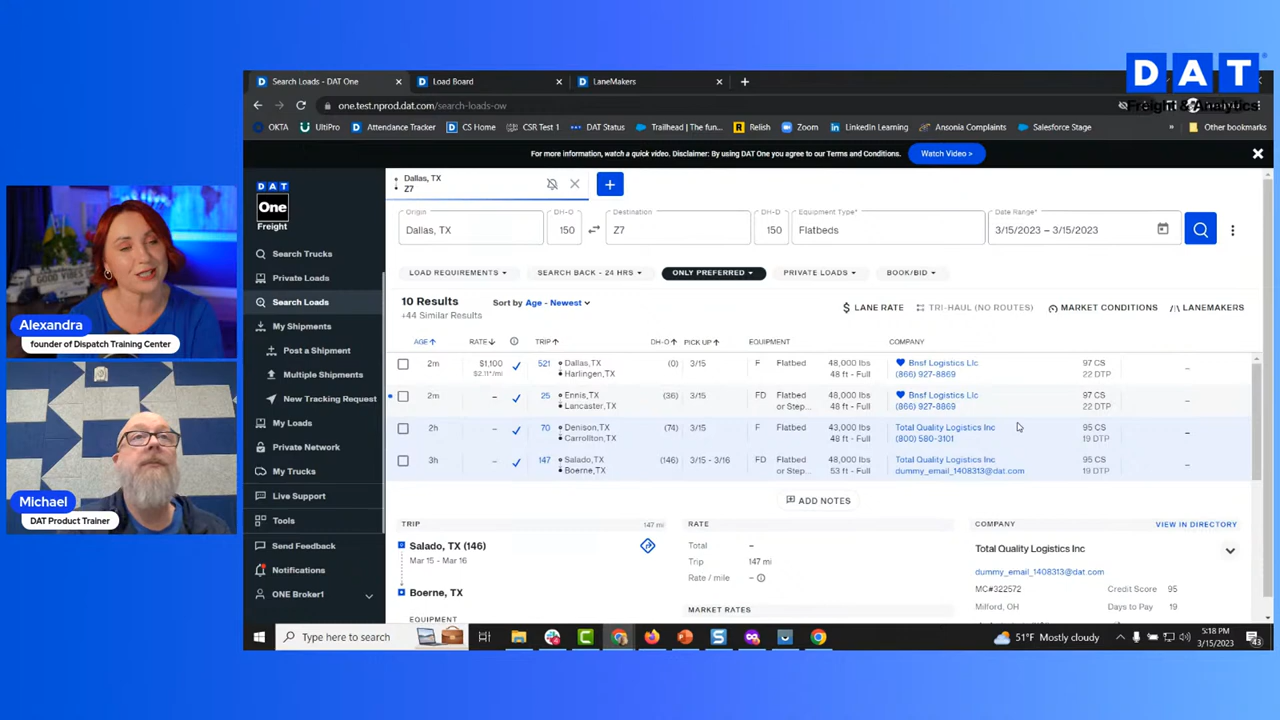 DAT
Freight & Analytics
Search Loads - DAT One
Load Board
LaneMakers
one.test.nprod.dat.com/search-loads-ow
OKTA
UltiPro
Attendance Tracker
CS Home
CSR Test 1
DAT Status
Trailhead | The fun...
Relish
Zoom
LinkedIn Learning
Ansonia Complaints
Salesforce Stage
»
Other bookmarks
For more information, watch a quick video. Disclaimer: By using DAT One you agree to our Terms and Conditions.
Watch Video >
DAT
One
Freight
Search Trucks
Private Loads
Search Loads
My Shipments
Post a Shipment
Multiple Shipments
New Tracking Request
My Loads
Private Network
My Trucks
Live Support
Tools
Send Feedback
Notifications
ONE Broker1
Dallas, TX
Z7
Origin
Dallas, TX
DH-O
150
Destination
Z7
DH-D
150
Equipment Type*
Flatbeds
Date Range*
3/15/2023 – 3/15/2023
LOAD REQUIREMENTS
SEARCH BACK - 24 HRS
ONLY PREFERRED
PRIVATE LOADS
BOOK/BID
10 Results
+44 Similar Results
Sort by Age - Newest
LANE RATE
TRI-HAUL (NO ROUTES)
MARKET CONDITIONS
LANEMAKERS
AGE RATE TRIP DH-O PICK UP EQUIPMENT COMPANY
2m $1,100 521 Dallas,TX (0) 3/15 F Flatbed 48,000 lbs Bnsf Logistics Llc 97 CS –
$2.11*/mi Harlingen,TX 48 ft - Full (866) 927-8869 22 DTP
2m – 25 Ennis,TX (36) 3/15 FD Flatbed 48,000 lbs Bnsf Logistics Llc 97 CS –
Lancaster,TX or Step... 48 ft - Full (866) 927-8869 22 DTP
2h – 70 Denison,TX (74) 3/15 F Flatbed 43,000 lbs Total Quality Logistics Inc 95 CS –
Carrollton,TX 48 ft - Full (800) 580-3101 19 DTP
3h – 147 Salado,TX (146) 3/15 - 3/16 FD Flatbed 48,000 lbs Total Quality Logistics Inc 95 CS –
Boerne,TX or Step... 53 ft - Full dummy_email_1408313@dat.com 19 DTP
ADD NOTES
TRIP 147 mi
Salado, TX (146)
Mar 15 - Mar 16
Boerne, TX
EQUIPMENT
RATE
Total –
Trip 147 mi
Rate / mile –
MARKET RATES
COMPANY VIEW IN DIRECTORY
Total Quality Logistics Inc
dummy_email_1408313@dat.com
MC#322572 Credit Score 95
Milford, OH Days to Pay 19
Type here to search
51°F Mostly cloudy
5:18 PM
3/15/2023
43
GOOD VIBES
Alexandra
founder of Dispatch Training Center
Michael
DAT Product Trainer